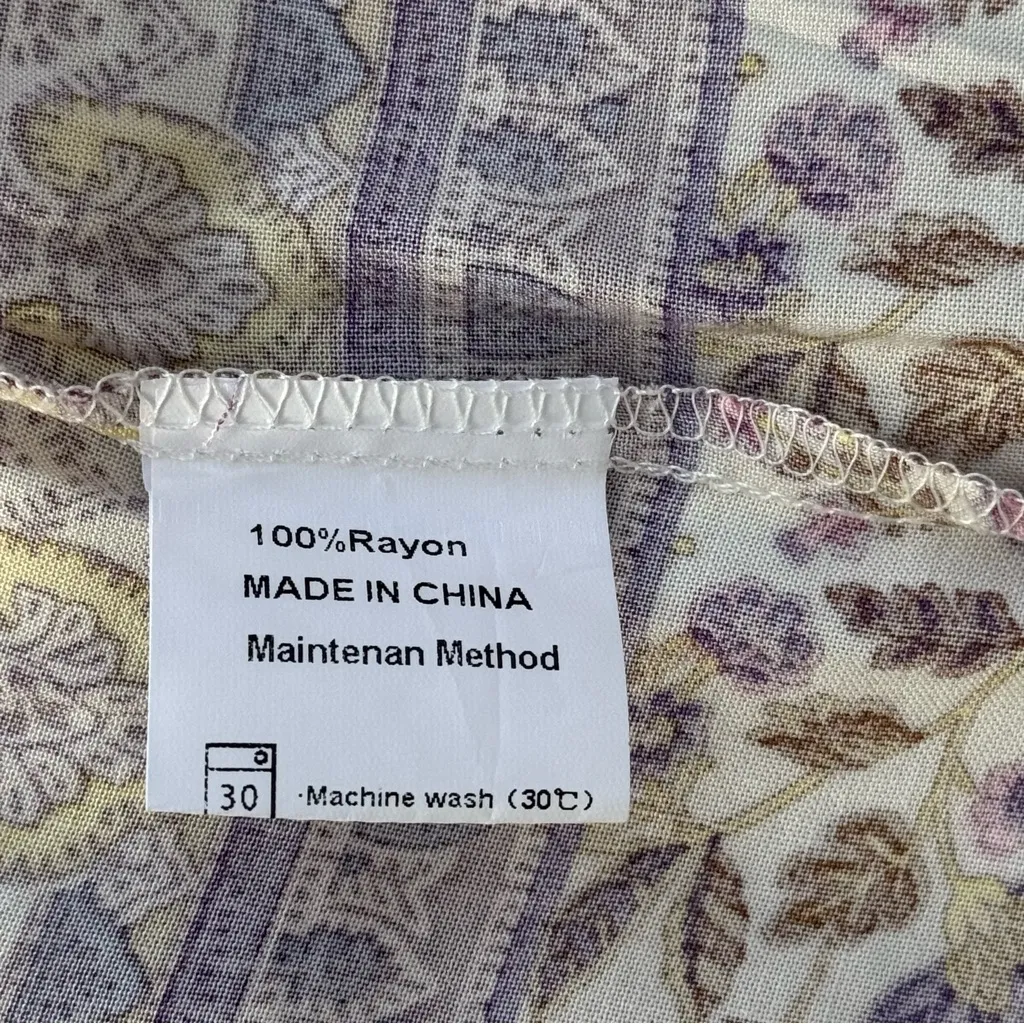 100%Rayon
MADE IN CHINA
Maintenan Method
30 ·Machine wash (30℃)